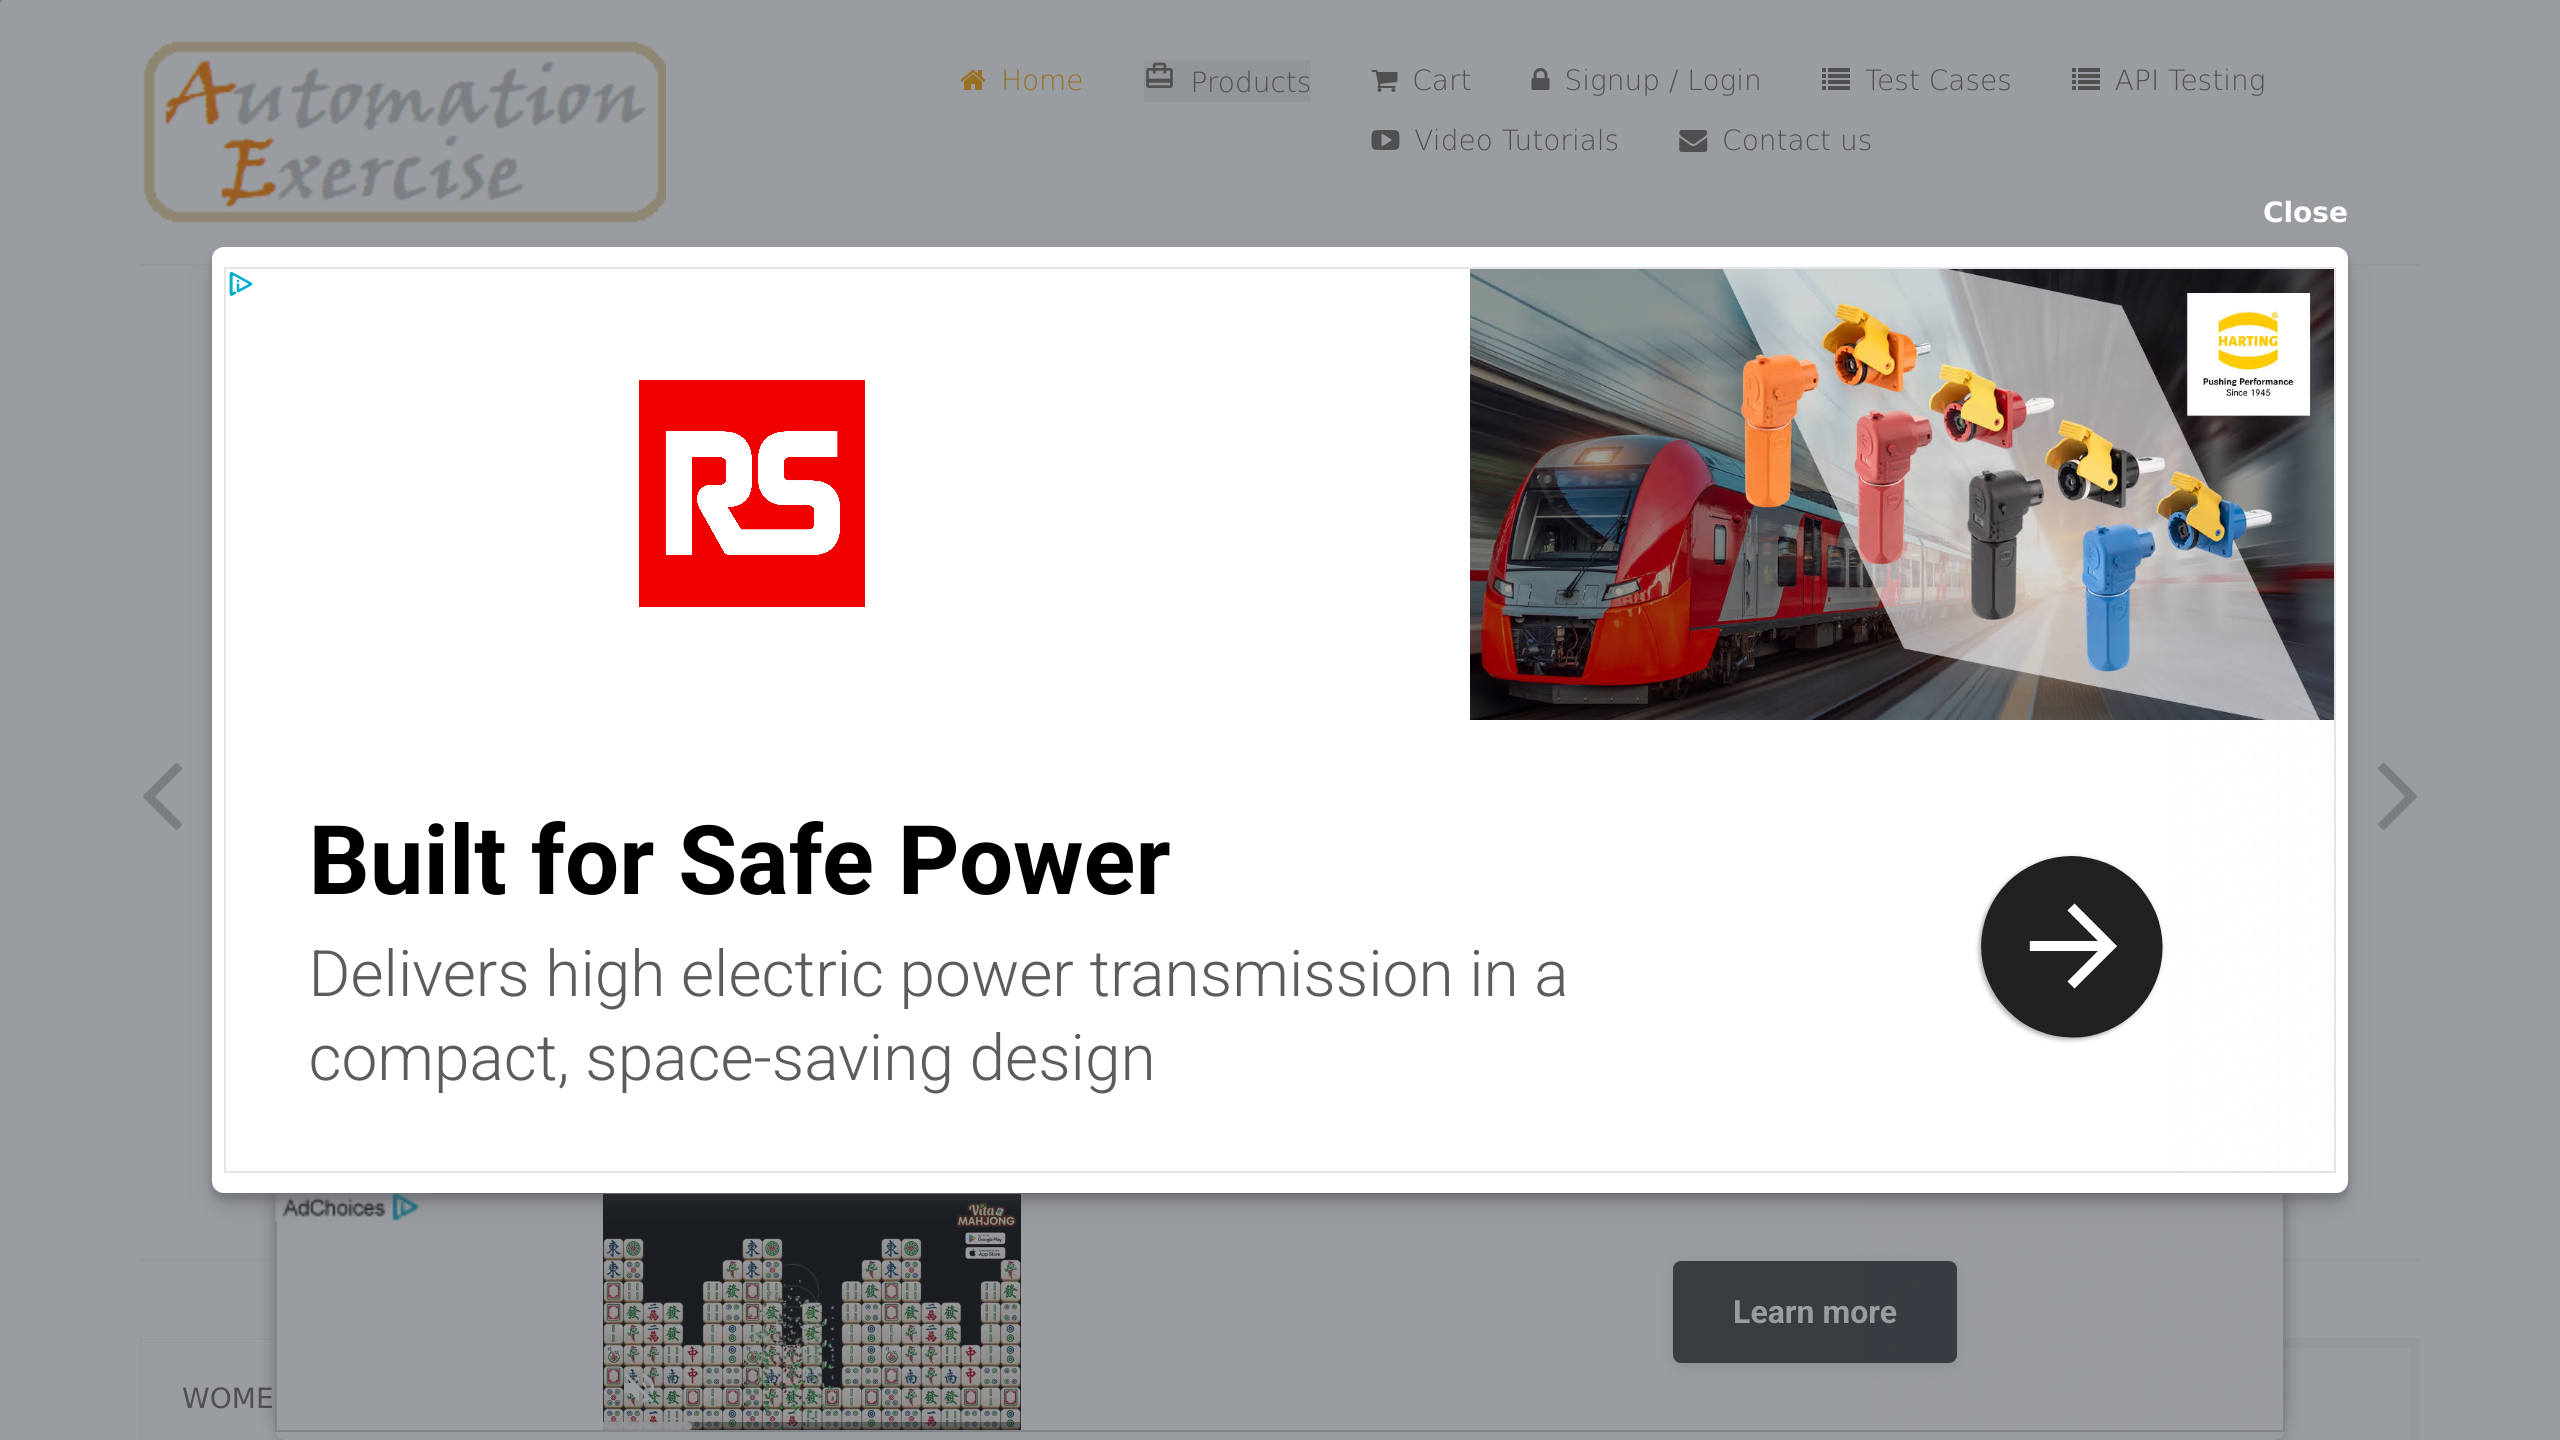 Automation
Exercise
Home
Products
Cart
Signup / Login
Test Cases
API Testing
Video Tutorials
Contact us
Close
RS
HARTING
Pushing Performance
Since 1945
Built for Safe Power
Delivers high electric power transmission in a
compact, space-saving design
AdChoices
Vita
MAHJONG
Learn more
WOME